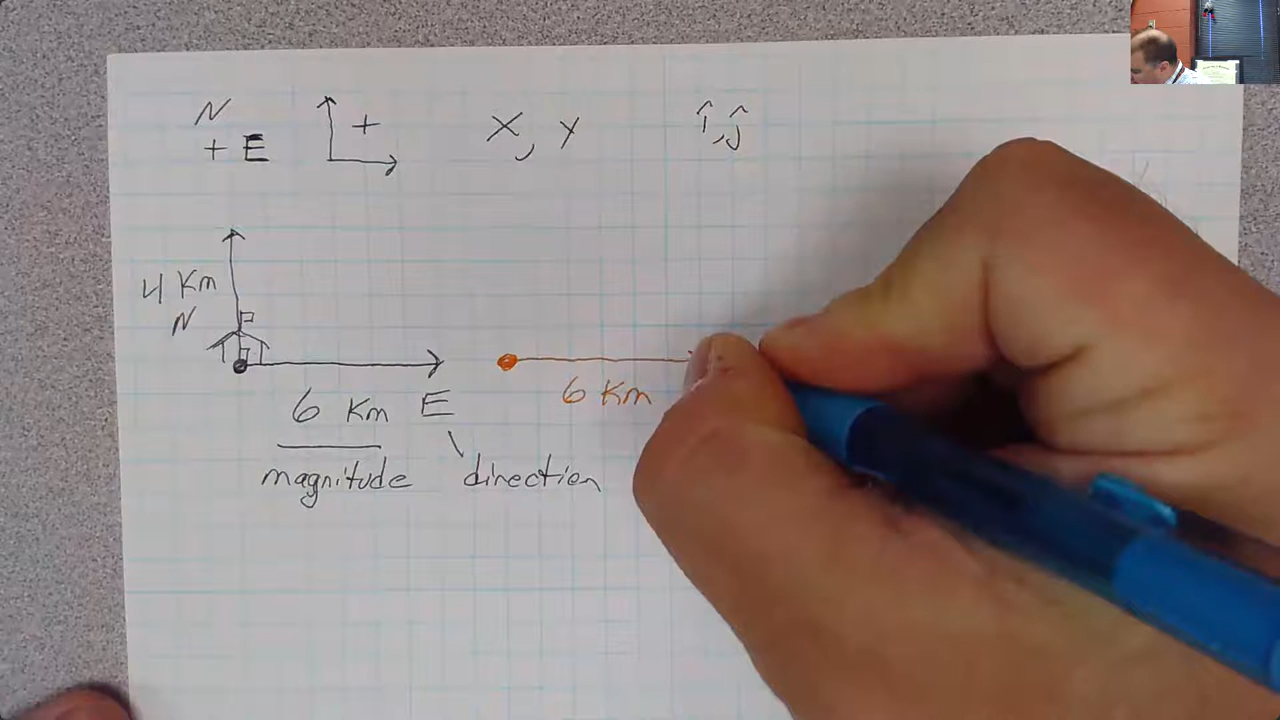 N
+ E
+
X, y
î, ĵ
4 Km
N
6 Km E
magnitude
direction
6 Km